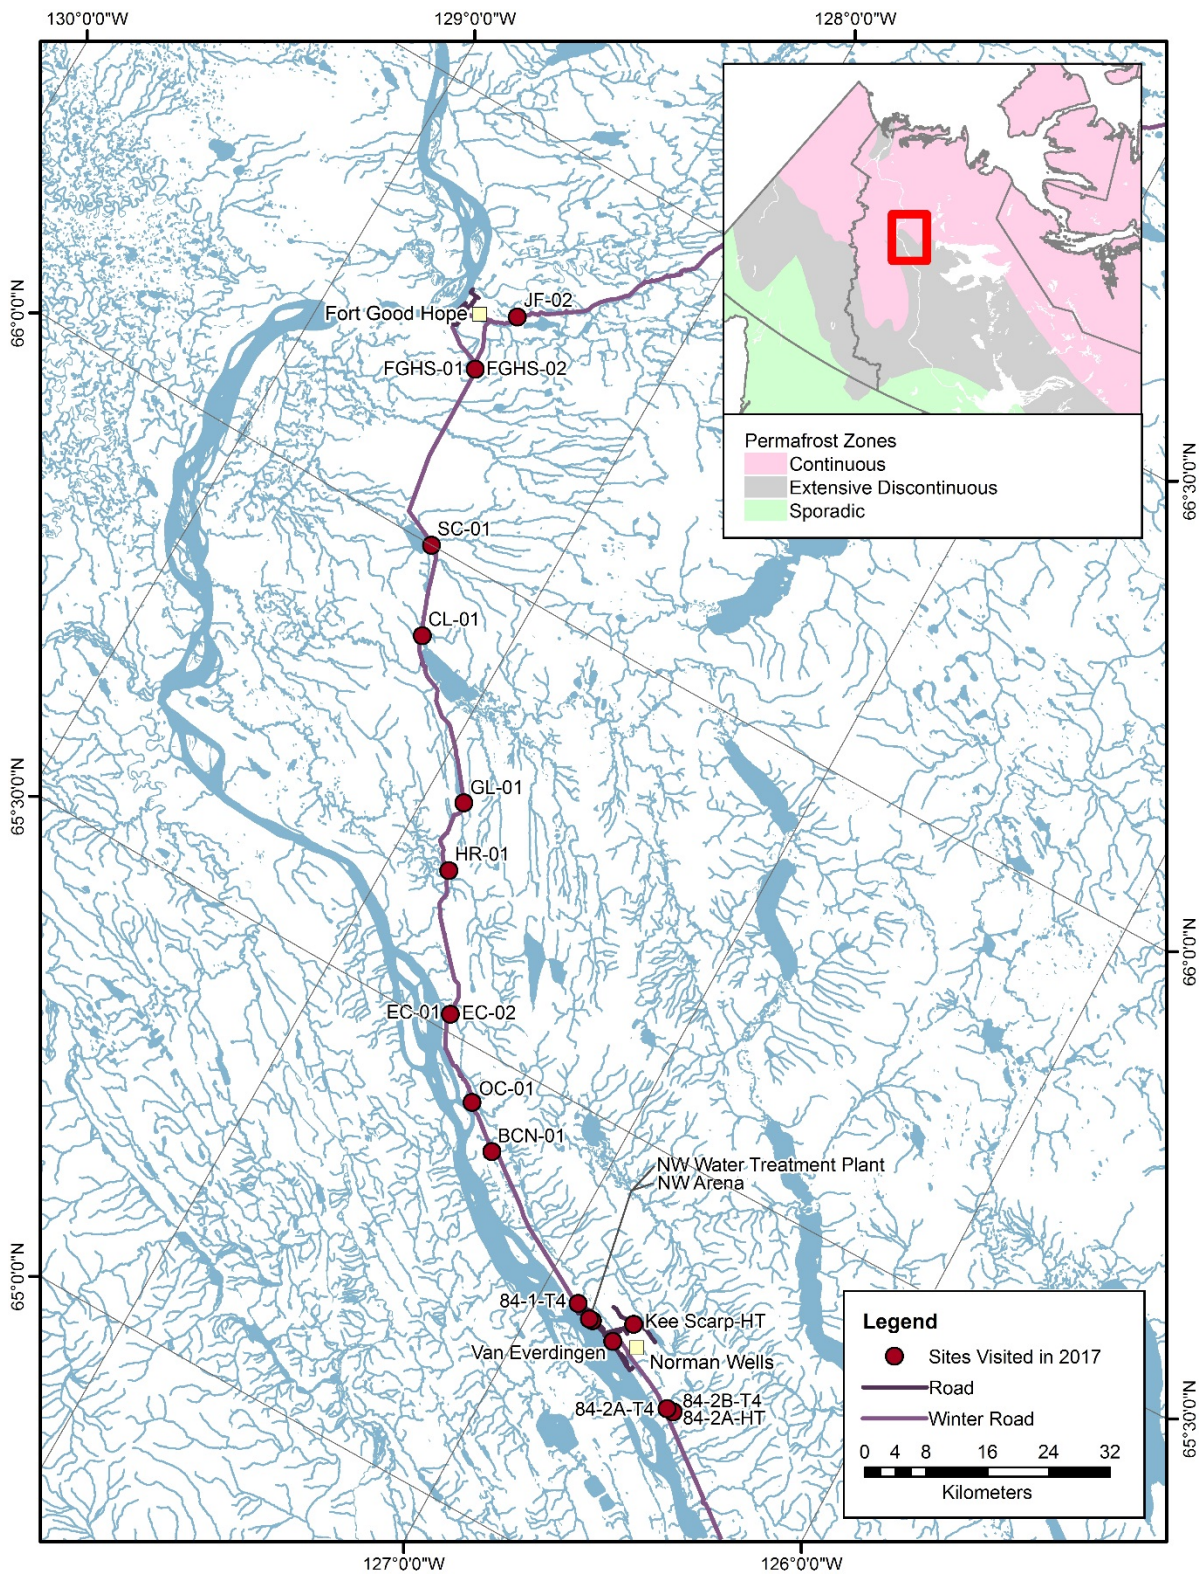 130°0'0"W
129°0'0"W
128°0'0"W
66°0'0"N
65°30'0"N
65°0'0"N
66°30'0"N
66°0'0"N
65°30'0"N
127°0'0"W
126°0'0"W
Permafrost Zones
Continuous
Extensive Discontinuous
Sporadic
Fort Good Hope
JF-02
FGHS-01
FGHS-02
SC-01
CL-01
GL-01
HR-01
EC-01
EC-02
OC-01
BCN-01
NW Water Treatment Plant
NW Arena
84-1-T4
Kee Scarp-HT
Van Everdingen
Norman Wells
84-2A-T4
84-2B-T4
84-2A-HT
Legend
Sites Visited in 2017
Road
Winter Road
0 4 8 16 24 32
Kilometers